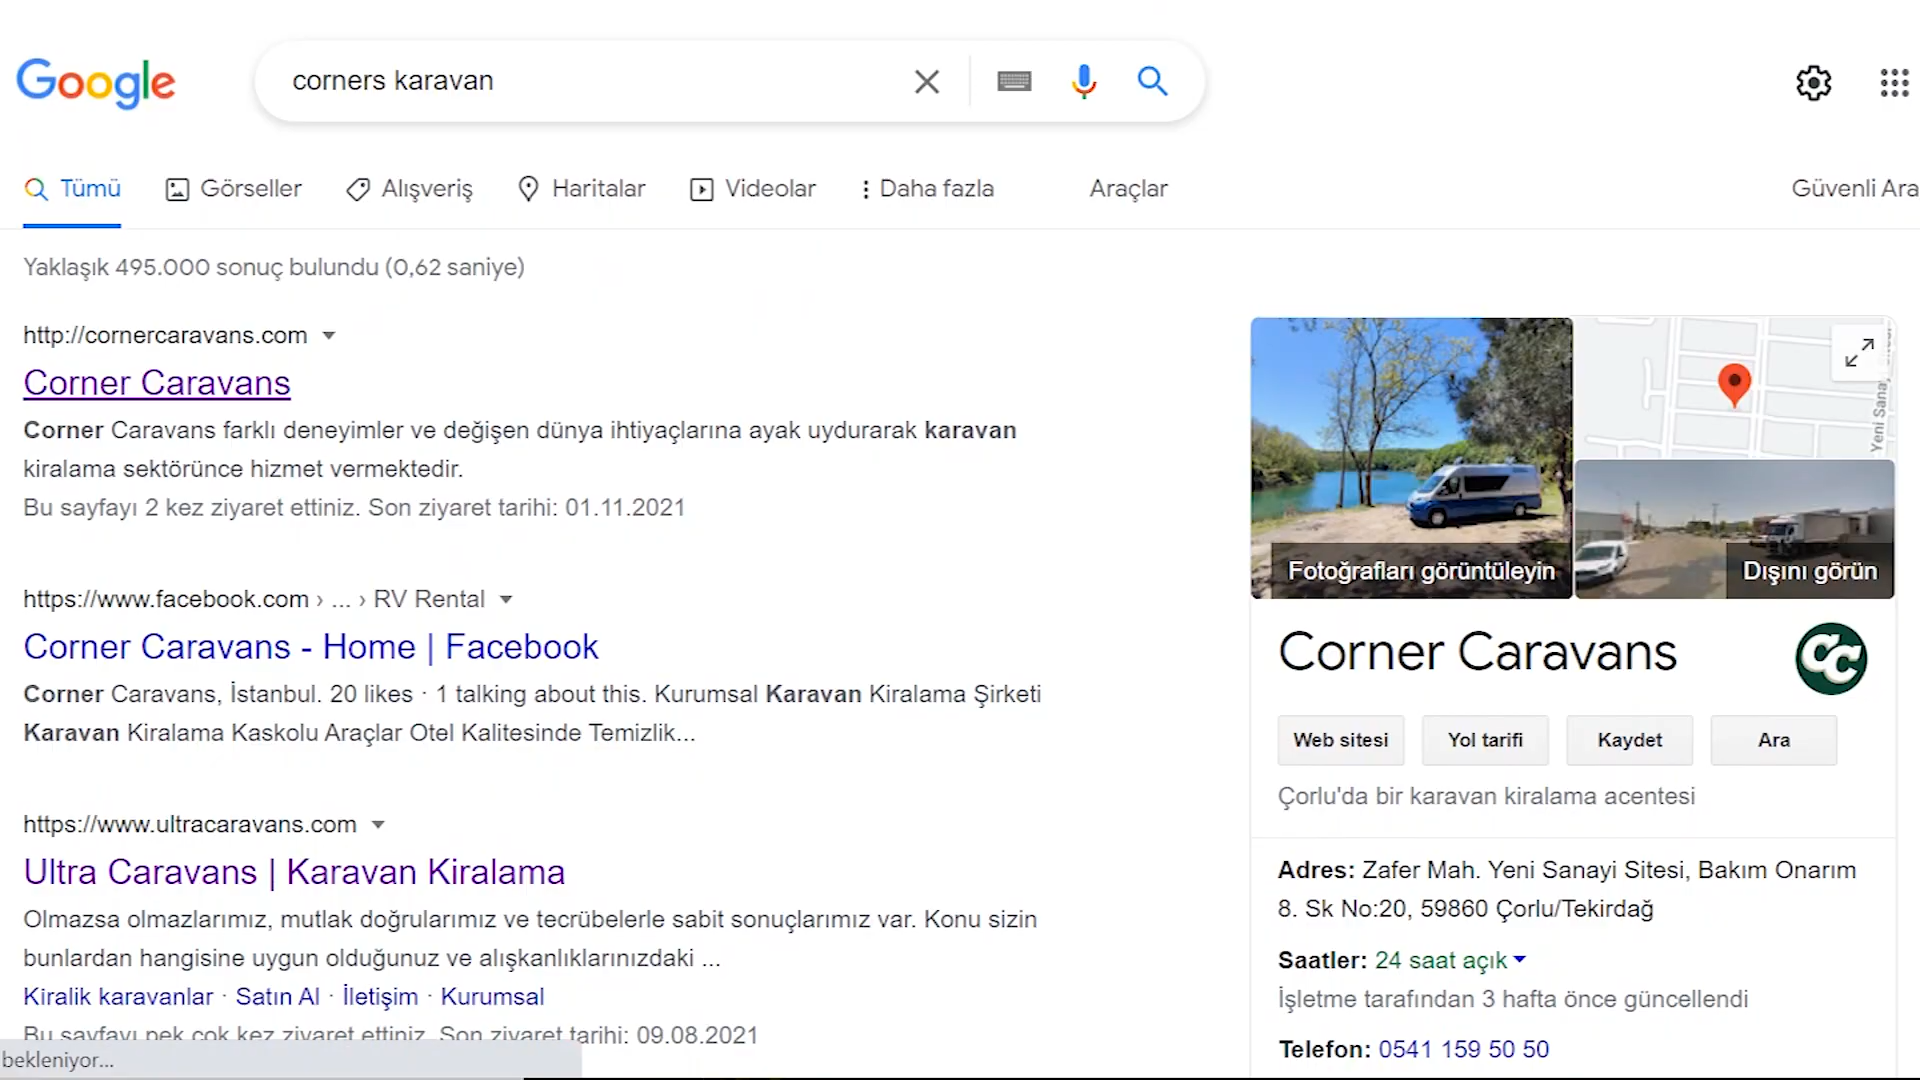 Google
corners karavan
Tümü
Görseller
Alışveriş
Haritalar
Videolar
Daha fazla
Araçlar
Güvenli Ara
Yaklaşık 495.000 sonuç bulundu (0,62 saniye)
http://cornercaravans.com
Corner Caravans
Corner Caravans farklı deneyimler ve değişen dünya ihtiyaçlarına ayak uydurarak karavan
kiralama sektörünce hizmet vermektedir.
Bu sayfayı 2 kez ziyaret ettiniz. Son ziyaret tarihi: 01.11.2021
https://www.facebook.com › ... › RV Rental
Corner Caravans - Home | Facebook
Corner Caravans, İstanbul. 20 likes · 1 talking about this. Kurumsal Karavan Kiralama Şirketi
Karavan Kiralama Kaskolu Araçlar Otel Kalitesinde Temizlik...
https://www.ultracaravans.com
Ultra Caravans | Karavan Kiralama
Olmazsa olmazlarımız, mutlak doğrularımız ve tecrübelerle sabit sonuçlarımız var. Konu sizin
bunlardan hangisine uygun olduğunuz ve alışkanlıklarınızdaki ...
Kiralik karavanlar · Satın Al · İletişim · Kurumsal
Bu sayfayı pek çok kez ziyaret ettiniz. Son ziyaret tarihi: 09.08.2021
bekleniyor...
Yeni Sana
Fotoğrafları görüntüleyin
Dışını görün
Corner Caravans
CC
Web sitesi
Yol tarifi
Kaydet
Ara
Çorlu'da bir karavan kiralama acentesi
Adres: Zafer Mah. Yeni Sanayi Sitesi, Bakım Onarım
8. Sk No:20, 59860 Çorlu/Tekirdağ
Saatler: 24 saat açık
İşletme tarafından 3 hafta önce güncellendi
Telefon: 0541 159 50 50